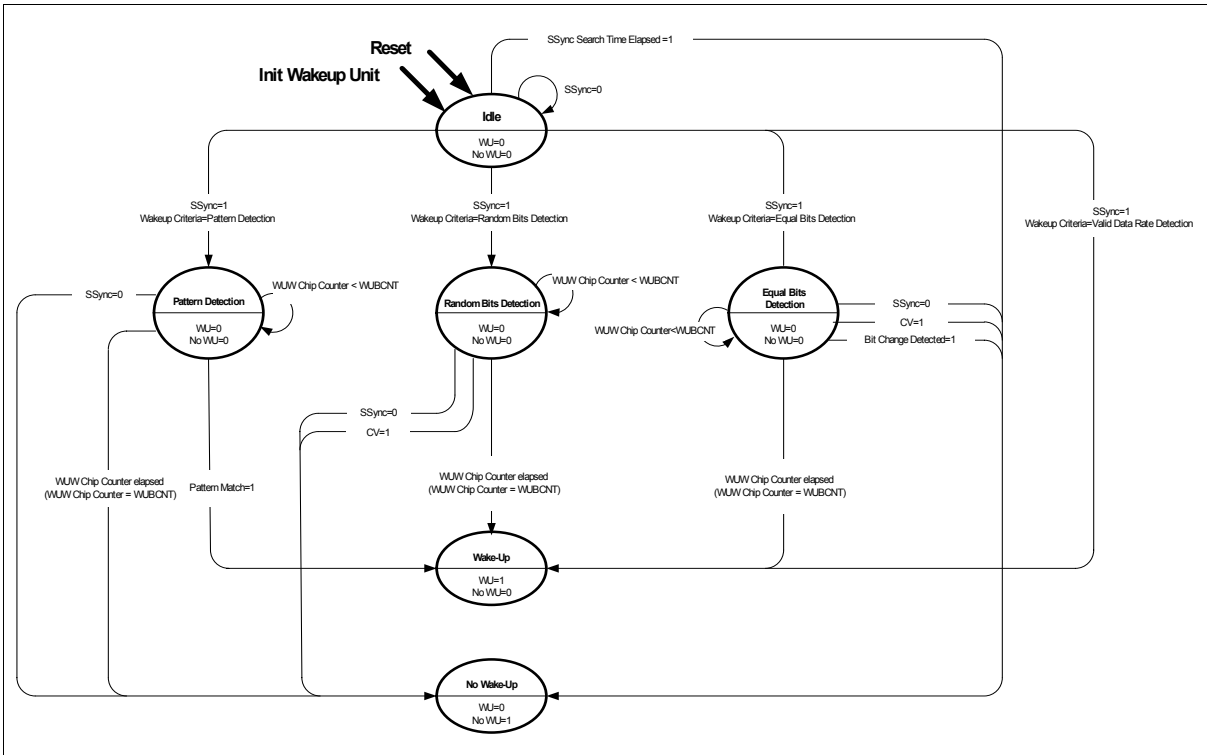 SSync Search Time Elapsed =1
Reset
Init Wakeup Unit
SSync=0
Idle
WU=0
No WU=0
SSync=1
Wakeup Criteria=Pattern Detection
SSync=1
Wakeup Criteria=Random Bits Detection
SSync=1
Wakeup Criteria=Equal Bits Detection
SSync=1
Wakeup Criteria=Valid Data Rate Detection
SSync=0
Pattern Detection
WU=0
No WU=0
WUW Chip Counter < WUBCNT
Random Bits Detection
WU=0
No WU=0
WUW Chip Counter < WUBCNT
WUW Chip Counter<WUBCNT
Equal Bits
Detection
WU=0
No WU=0
SSync=0
CV=1
Bit Change Detected=1
SSync=0
CV=1
WUW Chip Counter elapsed
(WUW Chip Counter = WUBCNT)
Pattern Match=1
WUW Chip Counter elapsed
(WUW Chip Counter = WUBCNT)
WUW Chip Counter elapsed
(WUW Chip Counter = WUBCNT)
Wake-Up
WU=1
No WU=0
No Wake-Up
WU=0
No WU=1